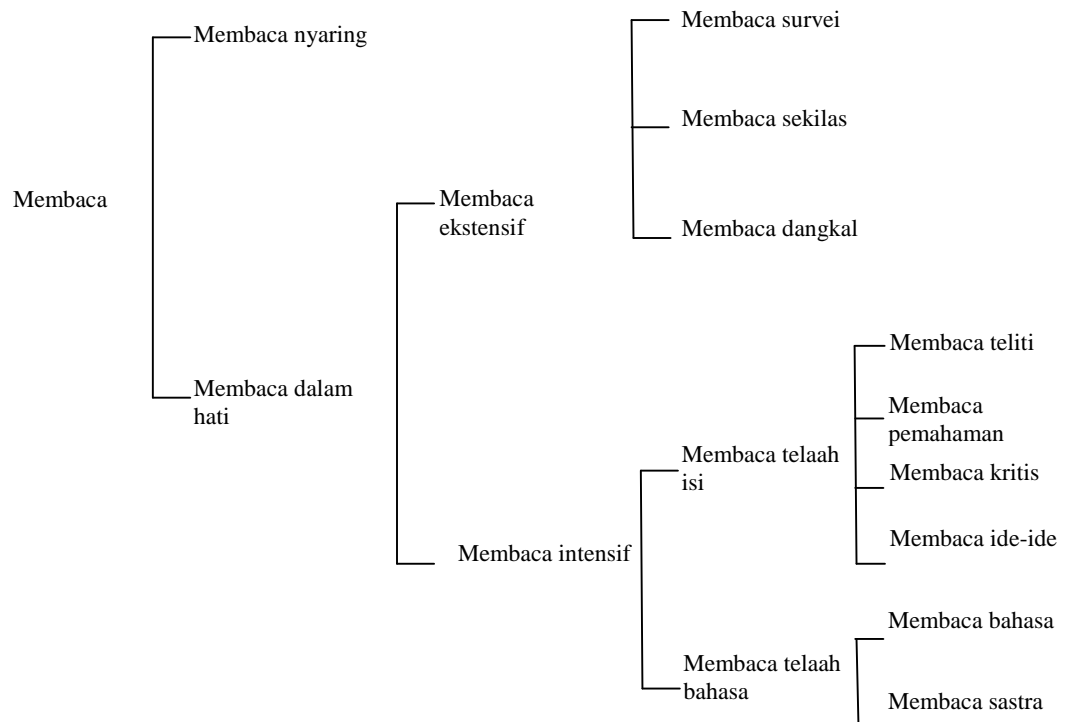 Membaca nyaring
Membaca survei
Membaca sekilas
Membaca
Membaca
ekstensif
Membaca dangkal
Membaca dalam
hati
Membaca teliti
Membaca
pemahaman
Membaca telaah
isi
Membaca kritis
Membaca intensif
Membaca ide-ide
Membaca bahasa
Membaca telaah
bahasa
Membaca sastra